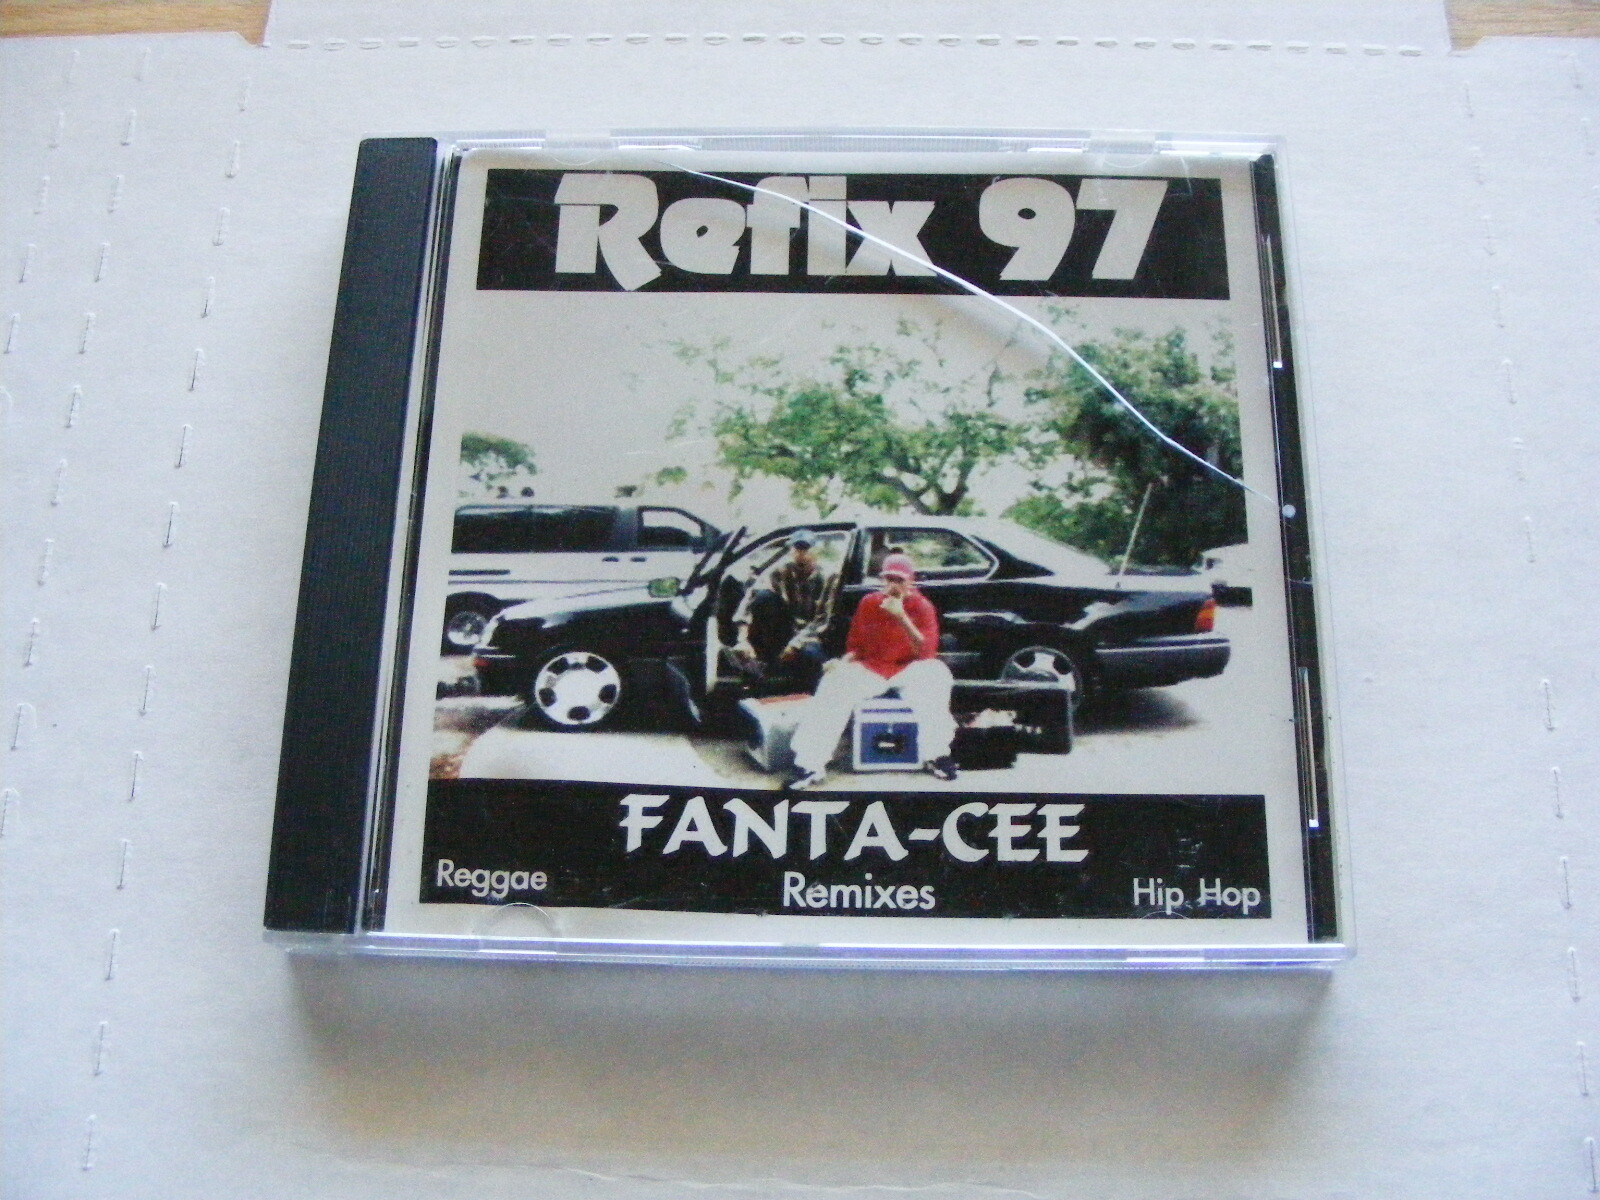 Refix 97
FANTA-CEE
Reggae Remixes Hip Hop